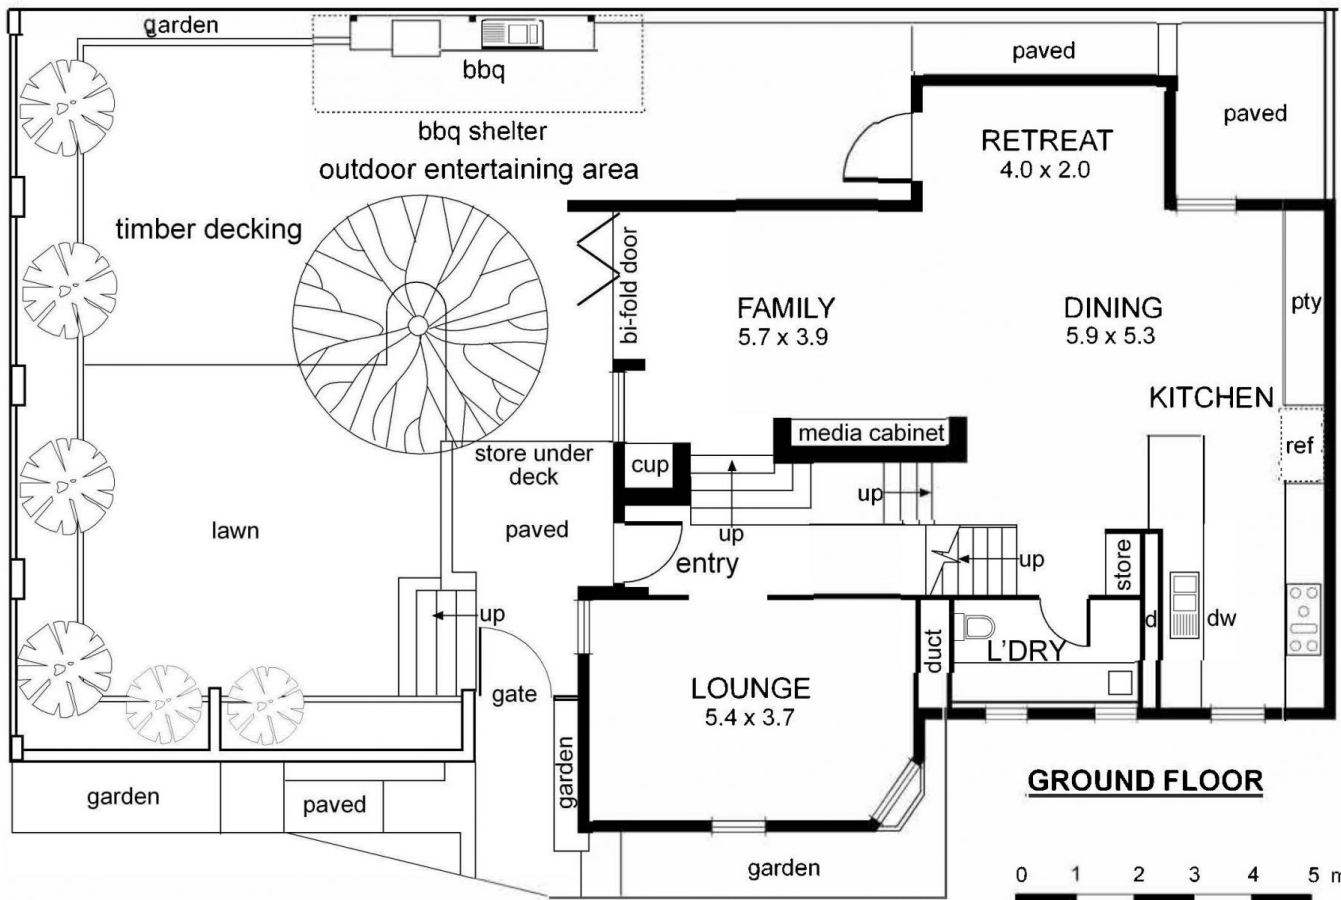 garden
bbq
bbq shelter
outdoor entertaining area
timber decking
paved
paved
RETREAT
4.0 x 2.0
bi-fold door
FAMILY
5.7 x 3.9
DINING
5.9 x 5.3
pty
KITCHEN
media cabinet
ref
cup
store under
deck
up
up
lawn
paved
entry
up
store
up
gate
duct
L'DRY
d
dw
LOUNGE
5.4 x 3.7
garden
garden
paved
garden
GROUND FLOOR
0 1 2 3 4 5 m